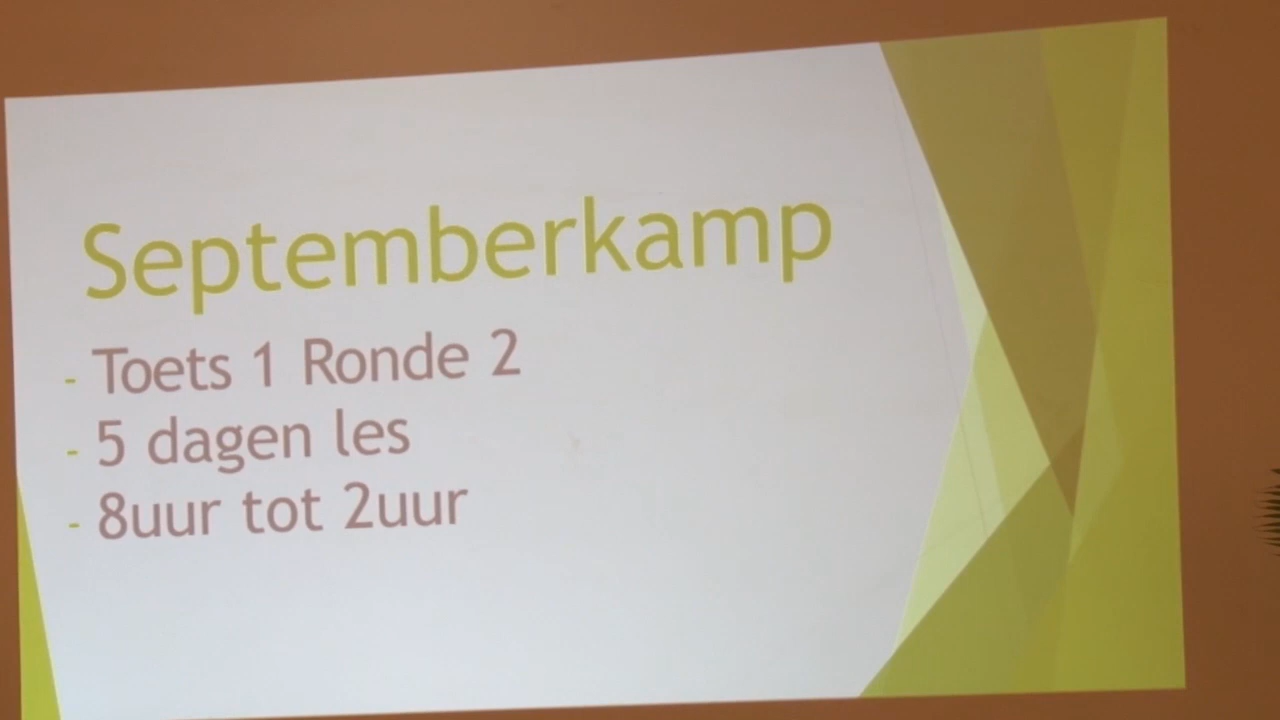 Septemberkamp
- Toets 1 Ronde 2
- 5 dagen les
- 8uur tot 2uur